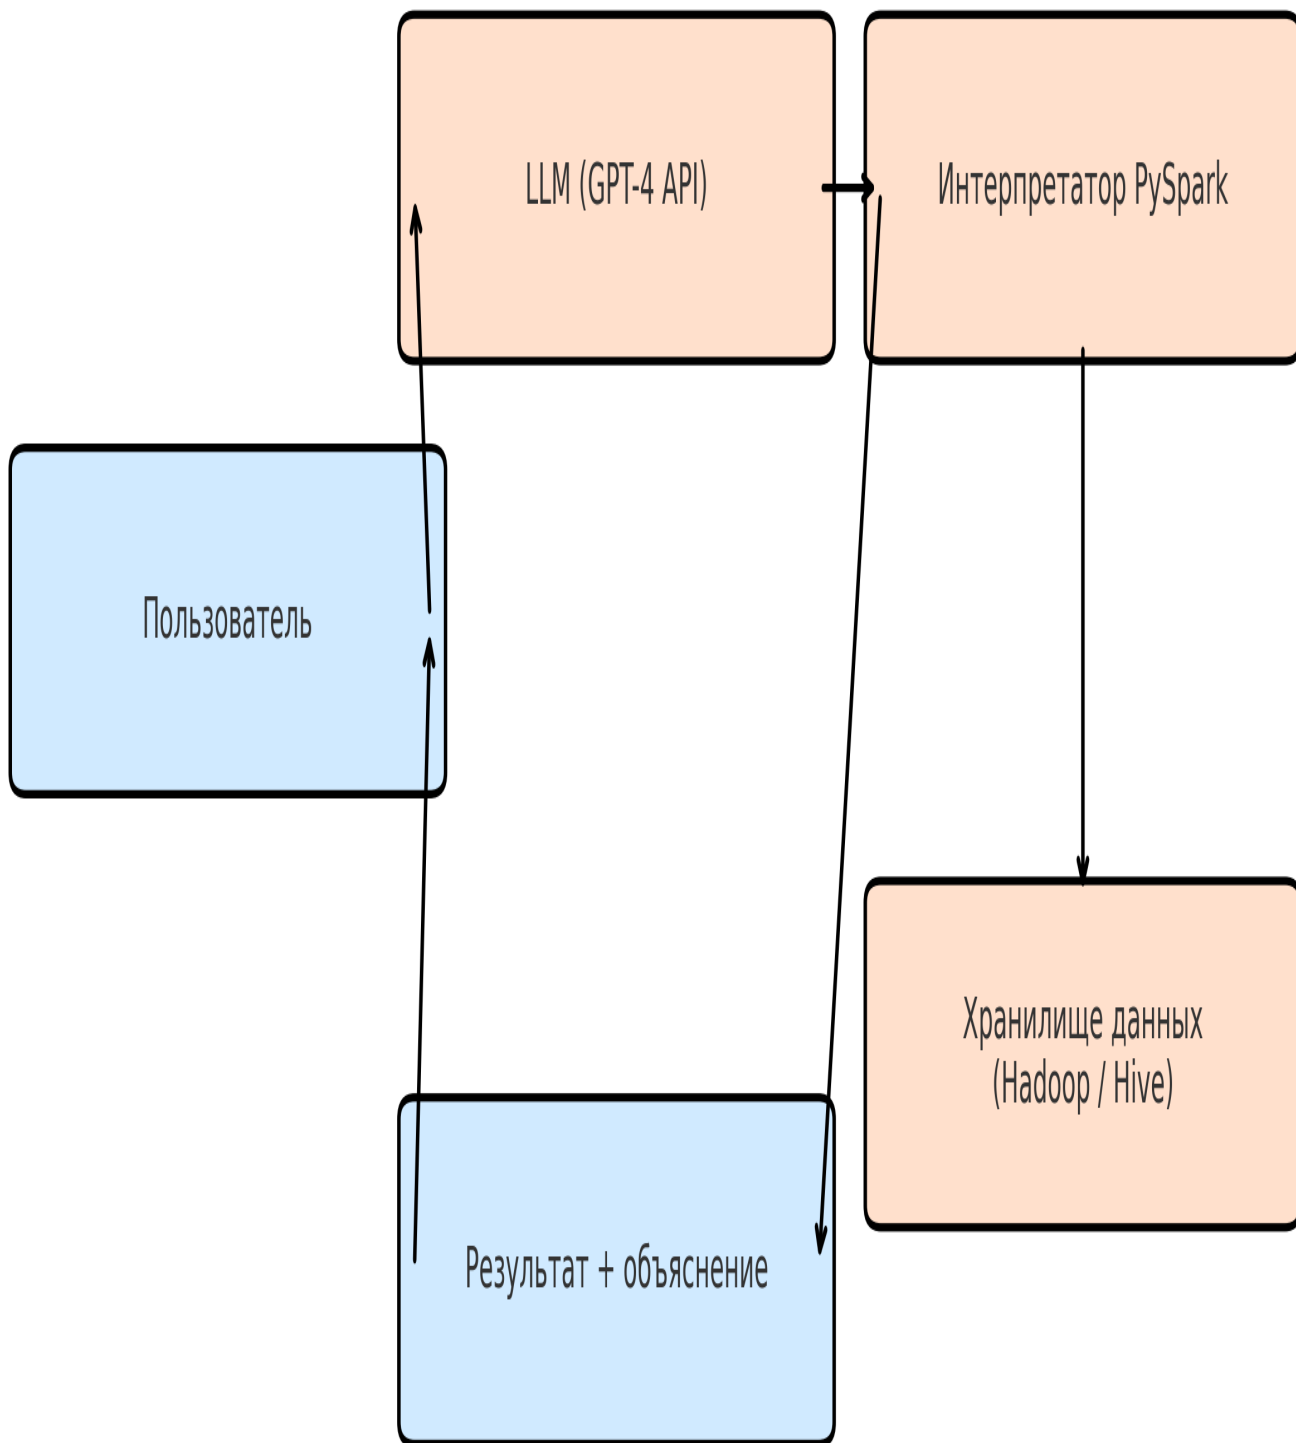 LLM (GPT-4 API)
Интерпретатор PySpark
Пользователь
Хранилище данных
(Hadoop / Hive)
Результат + объяснение